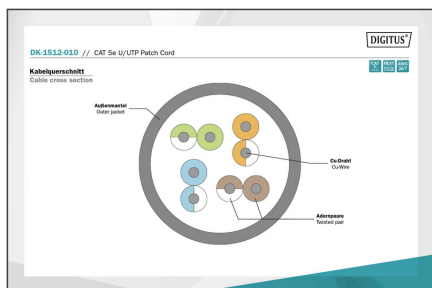 DIGITUS®
DK-1512-010 // CAT 5e U/UTP Patch Cord
Kabelquerschnitt
Cable cross section
Außenmantel
Outer jacket
Cu-Draht
Cu-Wire
Adernpaare
Twisted pair